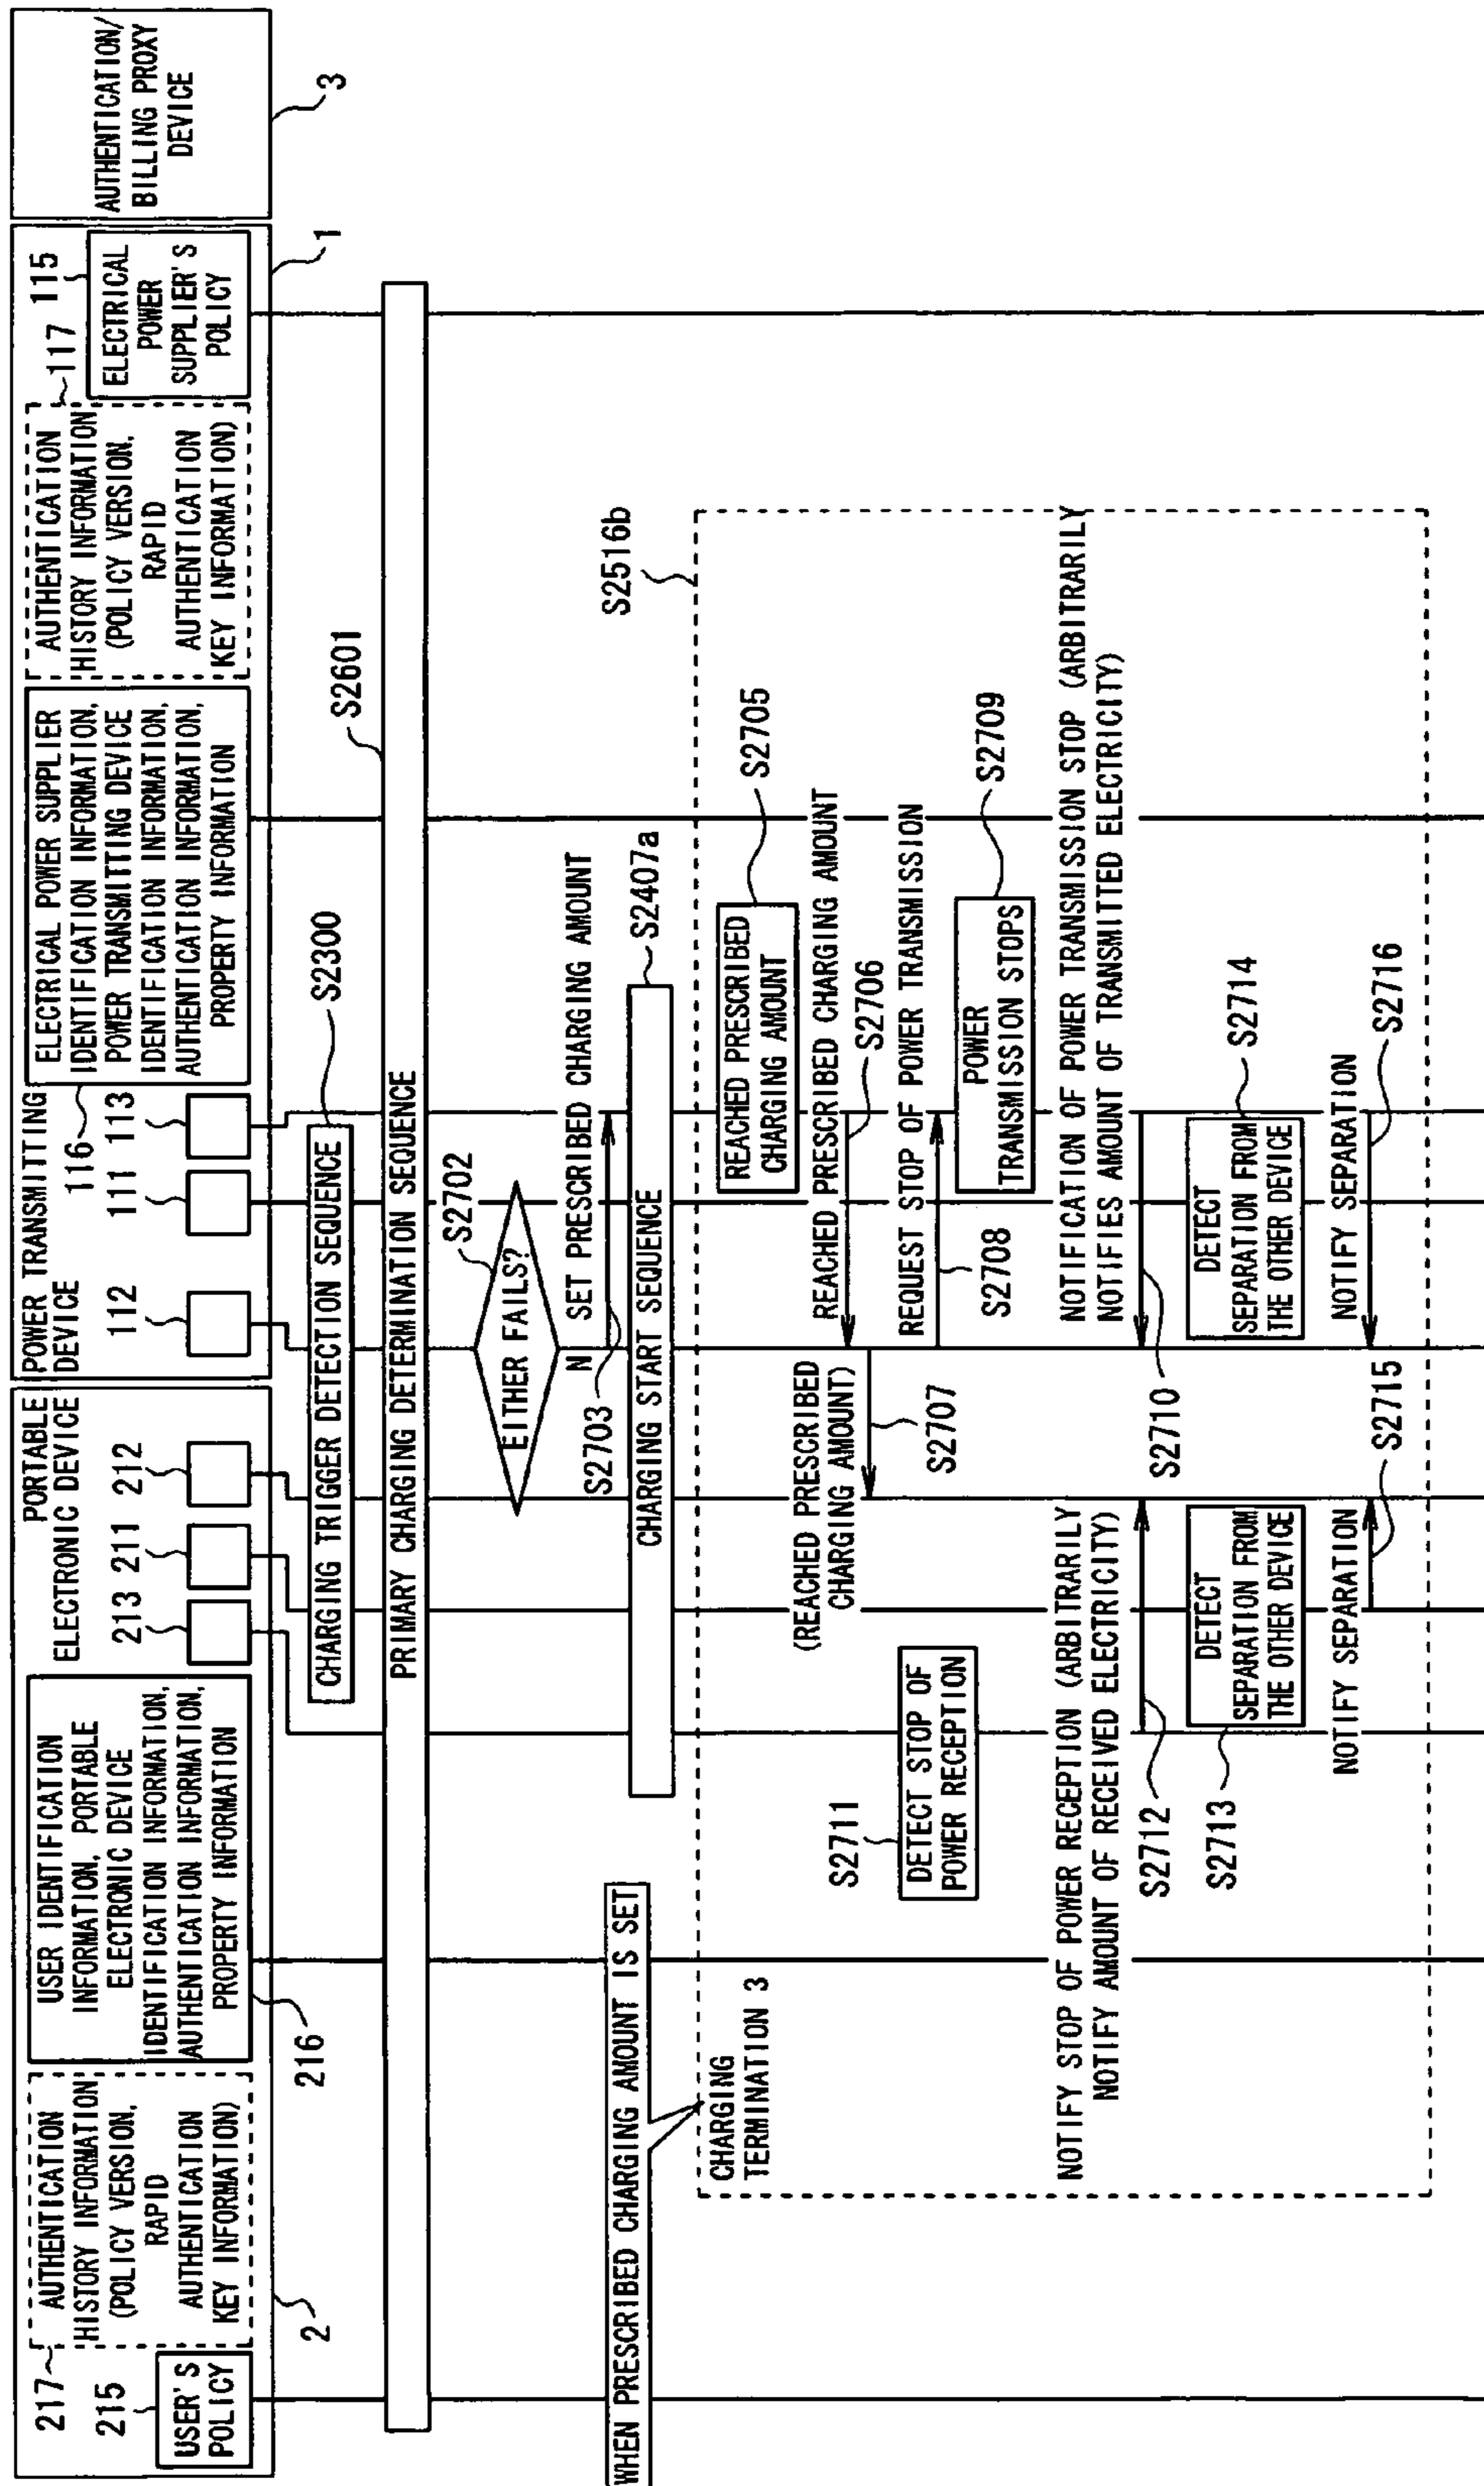 217
AUTHENTICATION
HISTORY INFORMATION
(POLICY VERSION,
RAPID
AUTHENTICATION
KEY INFORMATION)
215
USER'S
POLICY
2
USER IDENTIFICATION
INFORMATION, PORTABLE
ELECTRONIC DEVICE
IDENTIFICATION INFORMATION,
AUTHENTICATION INFORMATION,
PROPERTY INFORMATION
216
PORTABLE
ELECTRONIC DEVICE
213
211
212
POWER TRANSMITTING
DEVICE
112
111
113
116
ELECTRICAL POWER SUPPLIER
IDENTIFICATION INFORMATION,
POWER TRANSMITTING DEVICE
IDENTIFICATION INFORMATION,
AUTHENTICATION INFORMATION,
PROPERTY INFORMATION
AUTHENTICATION
HISTORY INFORMATION
(POLICY VERSION,
RAPID
AUTHENTICATION
KEY INFORMATION)
117
115
ELECTRICAL
POWER
SUPPLIER'S
POLICY
1
AUTHENTICATION/
BILLING PROXY
DEVICE
3
CHARGING TRIGGER DETECTION SEQUENCE
S2300
S2601
PRIMARY CHARGING DETERMINATION SEQUENCE
S2702
EITHER FAILS?
N
SET PRESCRIBED CHARGING AMOUNT
S2703
WHEN PRESCRIBED CHARGING AMOUNT IS SET
CHARGING START SEQUENCE
S2407a
S2516b
CHARGING
TERMINATION 3
REACHED PRESCRIBED
CHARGING AMOUNT
S2705
REACHED PRESCRIBED CHARGING AMOUNT
S2706
(REACHED PRESCRIBED
CHARGING AMOUNT)
S2707
REQUEST STOP OF POWER TRANSMISSION
S2708
POWER
TRANSMISSION STOPS
S2709
S2711
DETECT STOP OF
POWER RECEPTION
NOTIFICATION OF POWER TRANSMISSION STOP (ARBITRARILY
NOTIFIES AMOUNT OF TRANSMITTED ELECTRICITY)
S2710
NOTIFY STOP OF POWER RECEPTION (ARBITRARILY
NOTIFY AMOUNT OF RECEIVED ELECTRICITY)
S2712
S2713
DETECT
SEPARATION FROM
THE OTHER DEVICE
DETECT
SEPARATION FROM
THE OTHER DEVICE
S2714
NOTIFY SEPARATION
S2715
NOTIFY SEPARATION
S2716